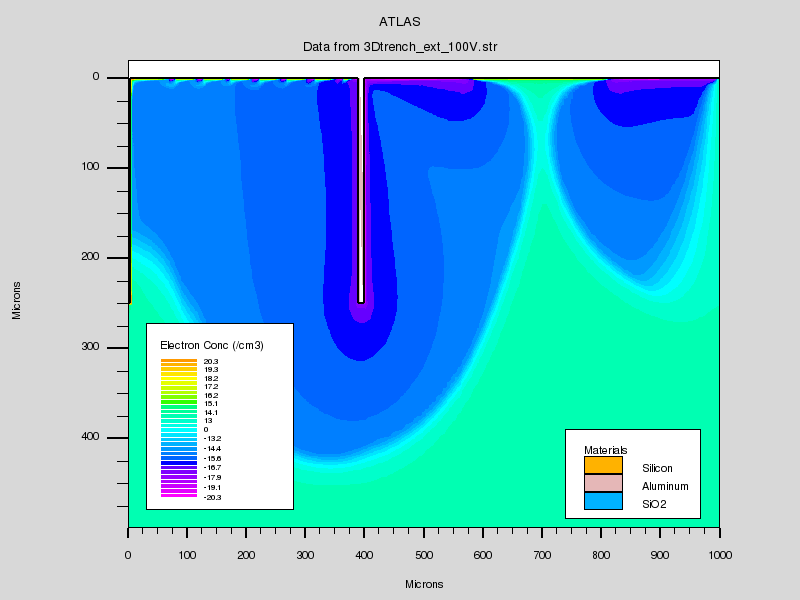 ATLAS
Data from 3Dtrench_ext_100V.str
0
100
200
300
400
Microns
Electron Conc (/cm3)
20.3
19.3
18.2
17.2
16.2
15.1
14.1
13
0
-13.2
-14.4
-15.6
-16.7
-17.9
-19.1
-20.3
Materials
Silicon
Aluminum
SiO2
0 100 200 300 400 500 600 700 800 900 1000
Microns